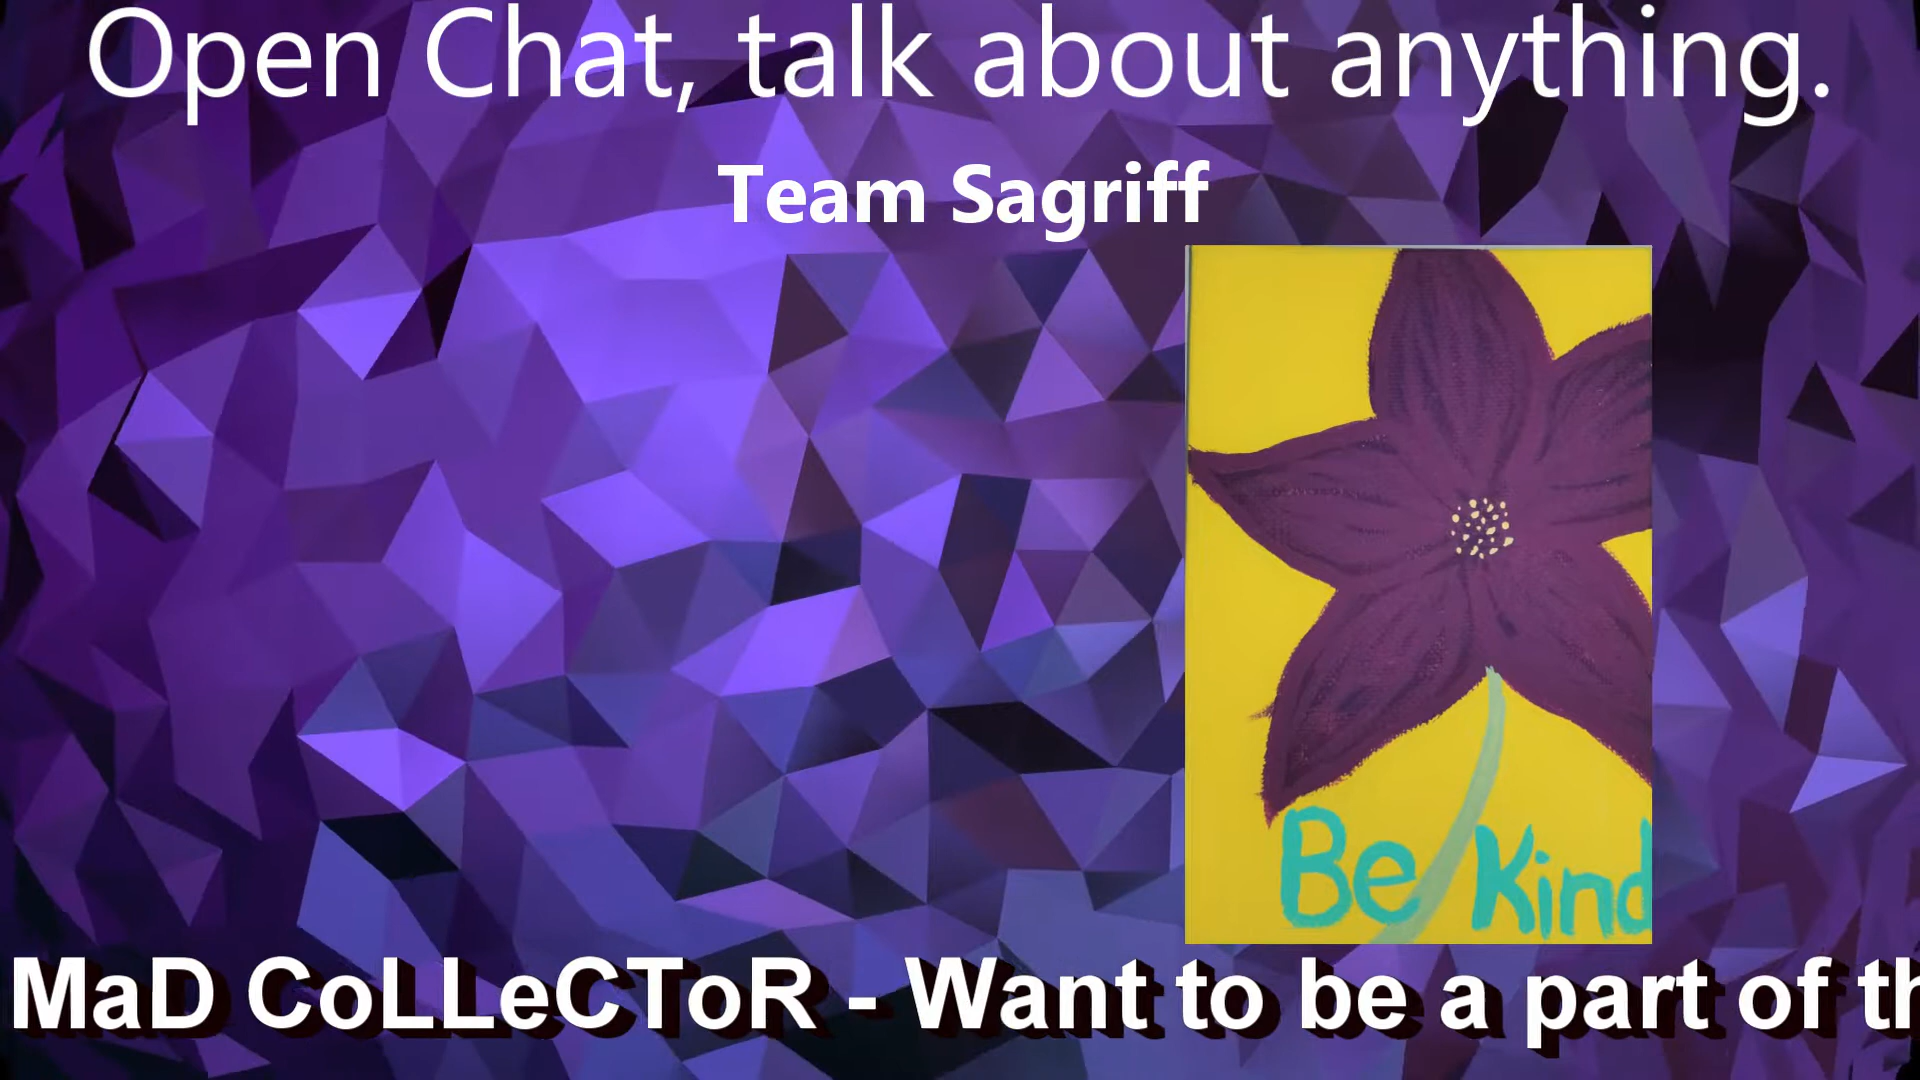 Open Chat, talk about anything.
Team Sagriff
Be Kind
MaD CoLLeCToR - Want to be a part of th